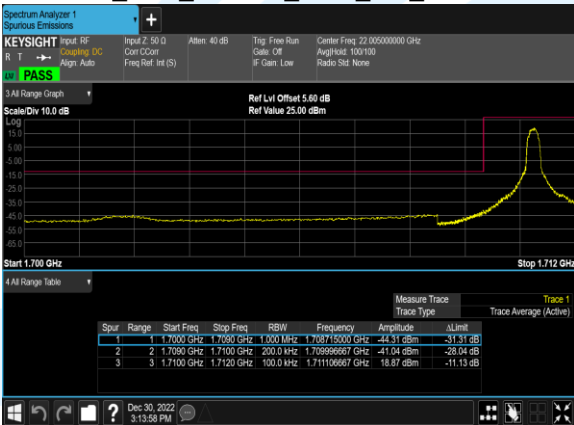 Spectrum Analyzer 1
Spurious Emissions
+
KEYSIGHT Input: RF Input Z: 50 Ω Atten: 40 dB Trig: Free Run Center Freq: 22.005000000 GHz
R T Coupling: DC Corr CCorr Gate: Off Avg|Hold: 100/100
Align: Auto Freq Ref: Int (S) IF Gain: Low Radio Std: None
PASS
3 All Range Graph
Ref Lvl Offset 5.60 dB
Scale/Div 10.0 dB Ref Value 25.00 dBm
Log
15.0
5.00
-5.00
-15.0
-25.0
-35.0
-45.0
-55.0
-65.0
Start 1.700 GHz Stop 1.712 GHz
4 All Range Table
Measure Trace Trace 1
Trace Type Trace Average (Active)
Spur Range Start Freq Stop Freq RBW Frequency Amplitude ΔLimit
1 1 1.7000 GHz 1.7090 GHz 1.000 MHz 1.708715000 GHz -44.31 dBm -31.31 dB
2 2 1.7090 GHz 1.7100 GHz 200.0 kHz 1.709996667 GHz -41.04 dBm -28.04 dB
3 3 1.7100 GHz 1.7120 GHz 100.0 kHz 1.711106667 GHz 18.87 dBm -11.13 dB
? Dec 30, 2022
3:13:58 PM